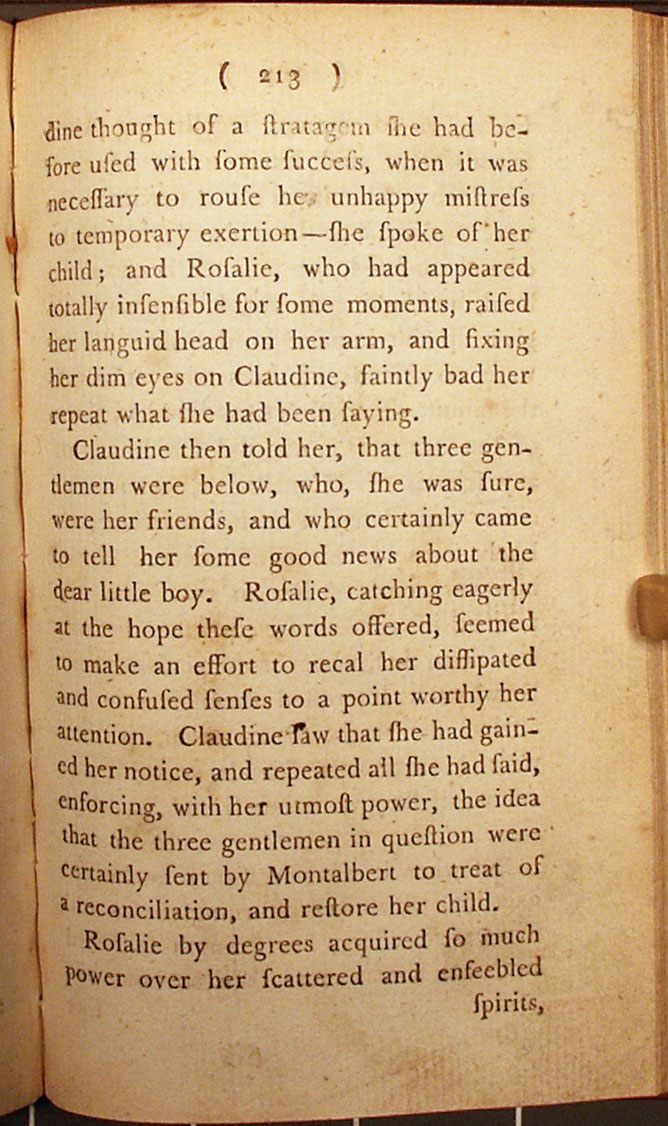 ( 213 )
dine thought of a ſtratagem ſhe had be-
fore uſed with ſome ſucceſs, when it was
neceſſary to rouſe her unhappy miſtreſs
to temporary exertion—ſhe ſpoke of her
child; and Roſalie, who had appeared
totally inſenſible for ſome moments, raiſed
her languid head on her arm, and fixing
her dim eyes on Claudine, faintly bad her
repeat what ſhe had been ſaying.
Claudine then told her, that three gen-
tlemen were below, who, ſhe was ſure,
were her friends, and who certainly came
to tell her ſome good news about the
dear little boy. Roſalie, catching eagerly
at the hope theſe words offered, ſeemed
to make an effort to recal her diſſipated
and confuſed ſenſes to a point worthy her
attention. Claudine ſaw that ſhe had gain-
ed her notice, and repeated all ſhe had ſaid,
enforcing, with her utmoſt power, the idea
that the three gentlemen in queſtion were
certainly ſent by Montalbert to treat of
a reconciliation, and reſtore her child.
Roſalie by degrees acquired ſo much
power over her ſcattered and enfeebled
ſpirits,